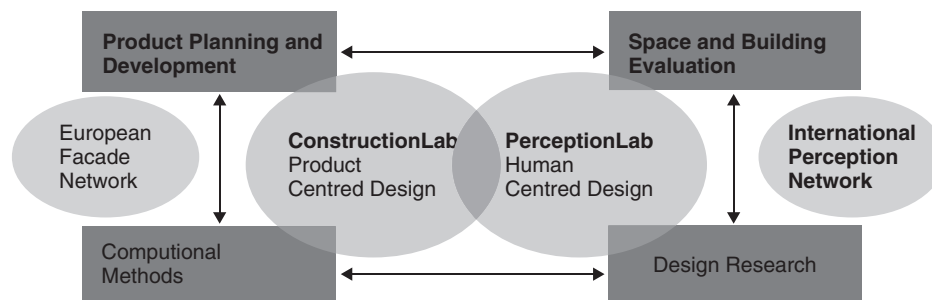 Product Planning and
Development
Space and Building
Evaluation
European
Facade
Network
ConstructionLab
Product
Centred Design
PerceptionLab
Human
Centred Design
International
Perception
Network
Computional
Methods
Design Research